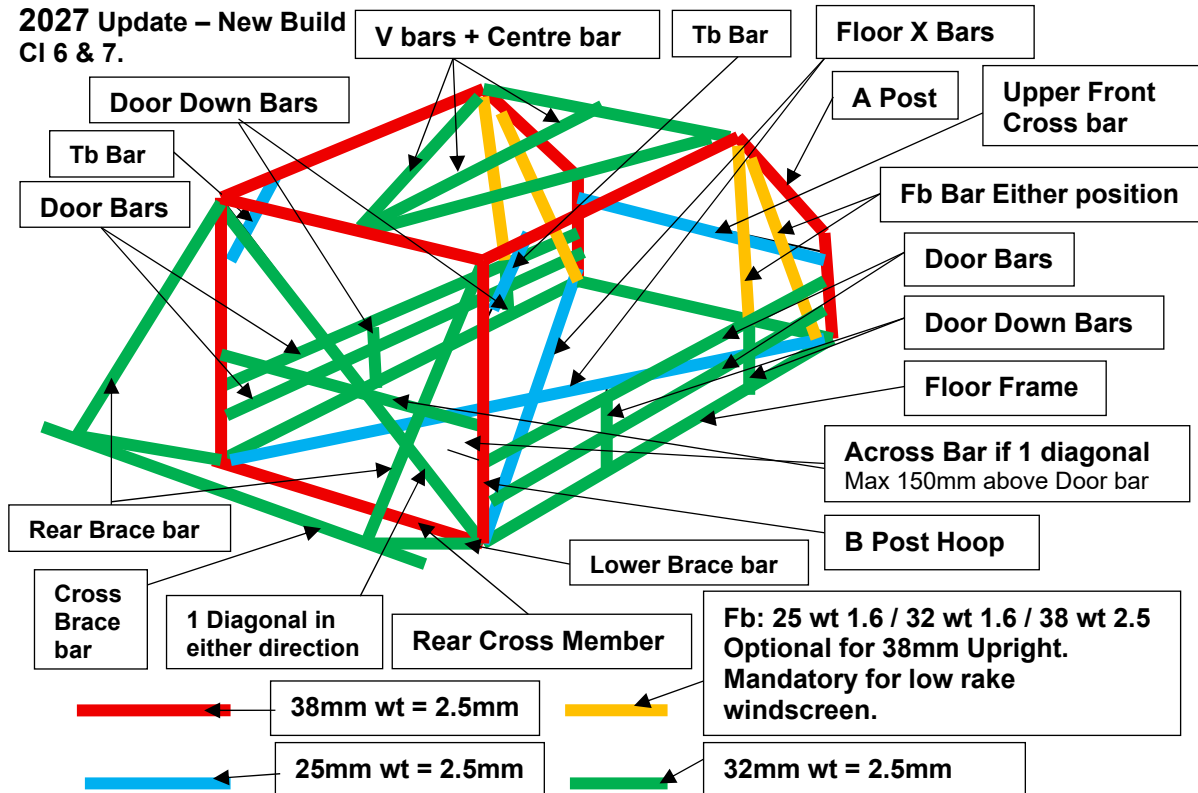 2027 Update – New Build
Cl 6 & 7.
V bars + Centre bar
Tb Bar
Floor X Bars
Door Down Bars
A Post
Upper Front
Cross bar
Tb Bar
Door Bars
Fb Bar Either position
Door Bars
Door Down Bars
Floor Frame
Across Bar if 1 diagonal
Max 150mm above Door bar
Rear Brace bar
B Post Hoop
Lower Brace bar
Cross
Brace
bar
1 Diagonal in
either direction
Rear Cross Member
Fb: 25 wt 1.6 / 32 wt 1.6 / 38 wt 2.5
Optional for 38mm Upright.
Mandatory for low rake
windscreen.
38mm wt = 2.5mm
25mm wt = 2.5mm
32mm wt = 2.5mm